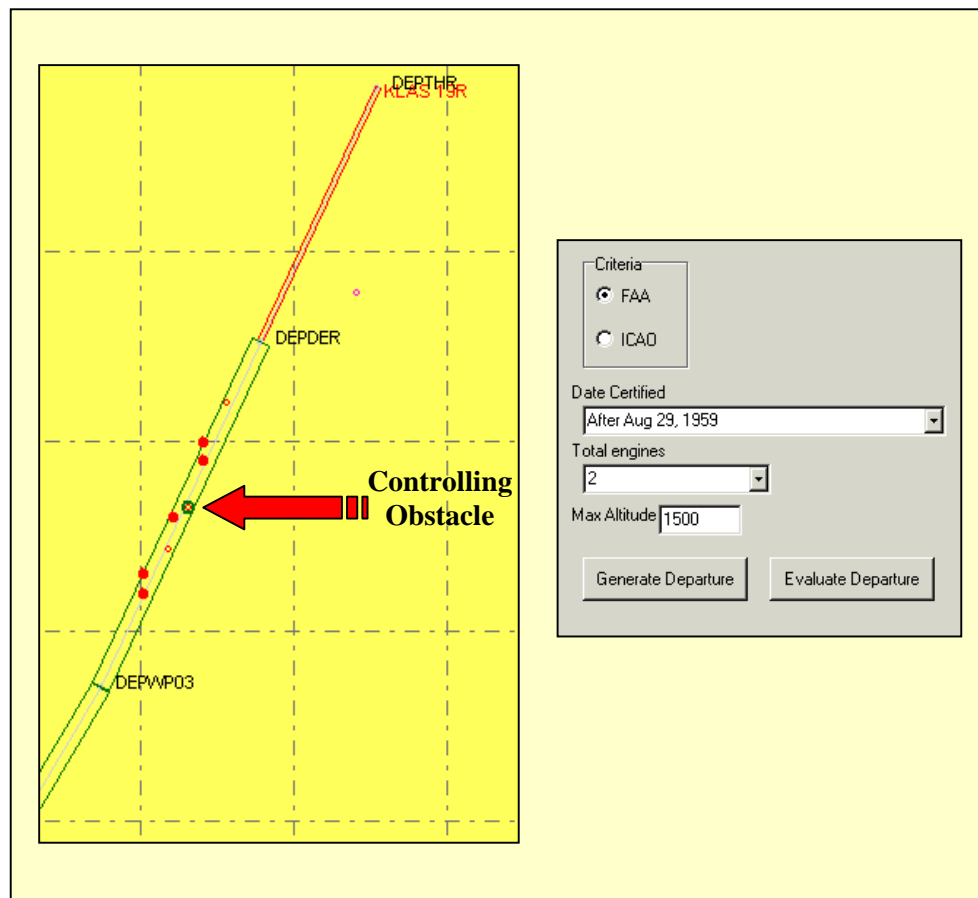 DEPTHR
KLAS 19R
DEPDER
Controlling
Obstacle
DEPWP03
Criteria
FAA
ICAO
Date Certified
After Aug 29, 1959
Total engines
2
Max Altitude 1500
Generate Departure Evaluate Departure